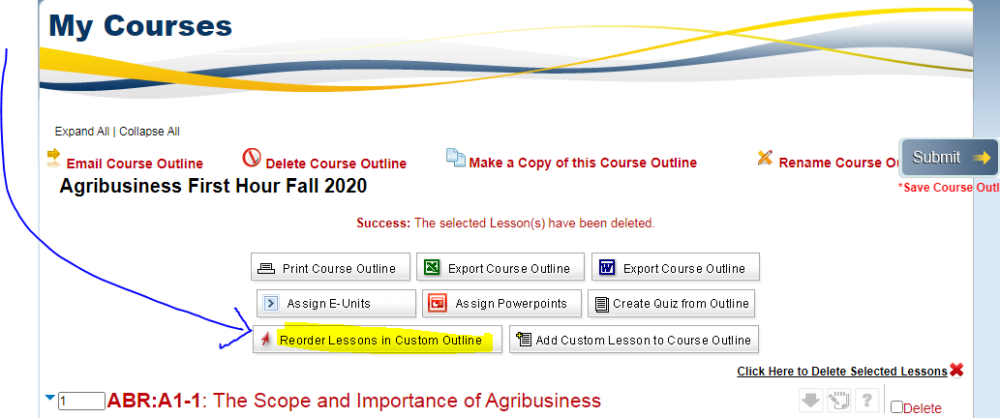 My Courses
Expand All | Collapse All
Email Course Outline Delete Course Outline Make a Copy of this Course Outline Rename Course O Submit
*Save Course Outl
Agribusiness First Hour Fall 2020
Success: The selected Lesson(s) have been deleted.
Print Course Outline Export Course Outline Export Course Outline
Assign E-Units Assign Powerpoints Create Quiz from Outline
Reorder Lessons in Custom Outline Add Custom Lesson to Course Outline
Click Here to Delete Selected Lessons
1 ABR:A1-1: The Scope and Importance of Agribusiness ? Delete